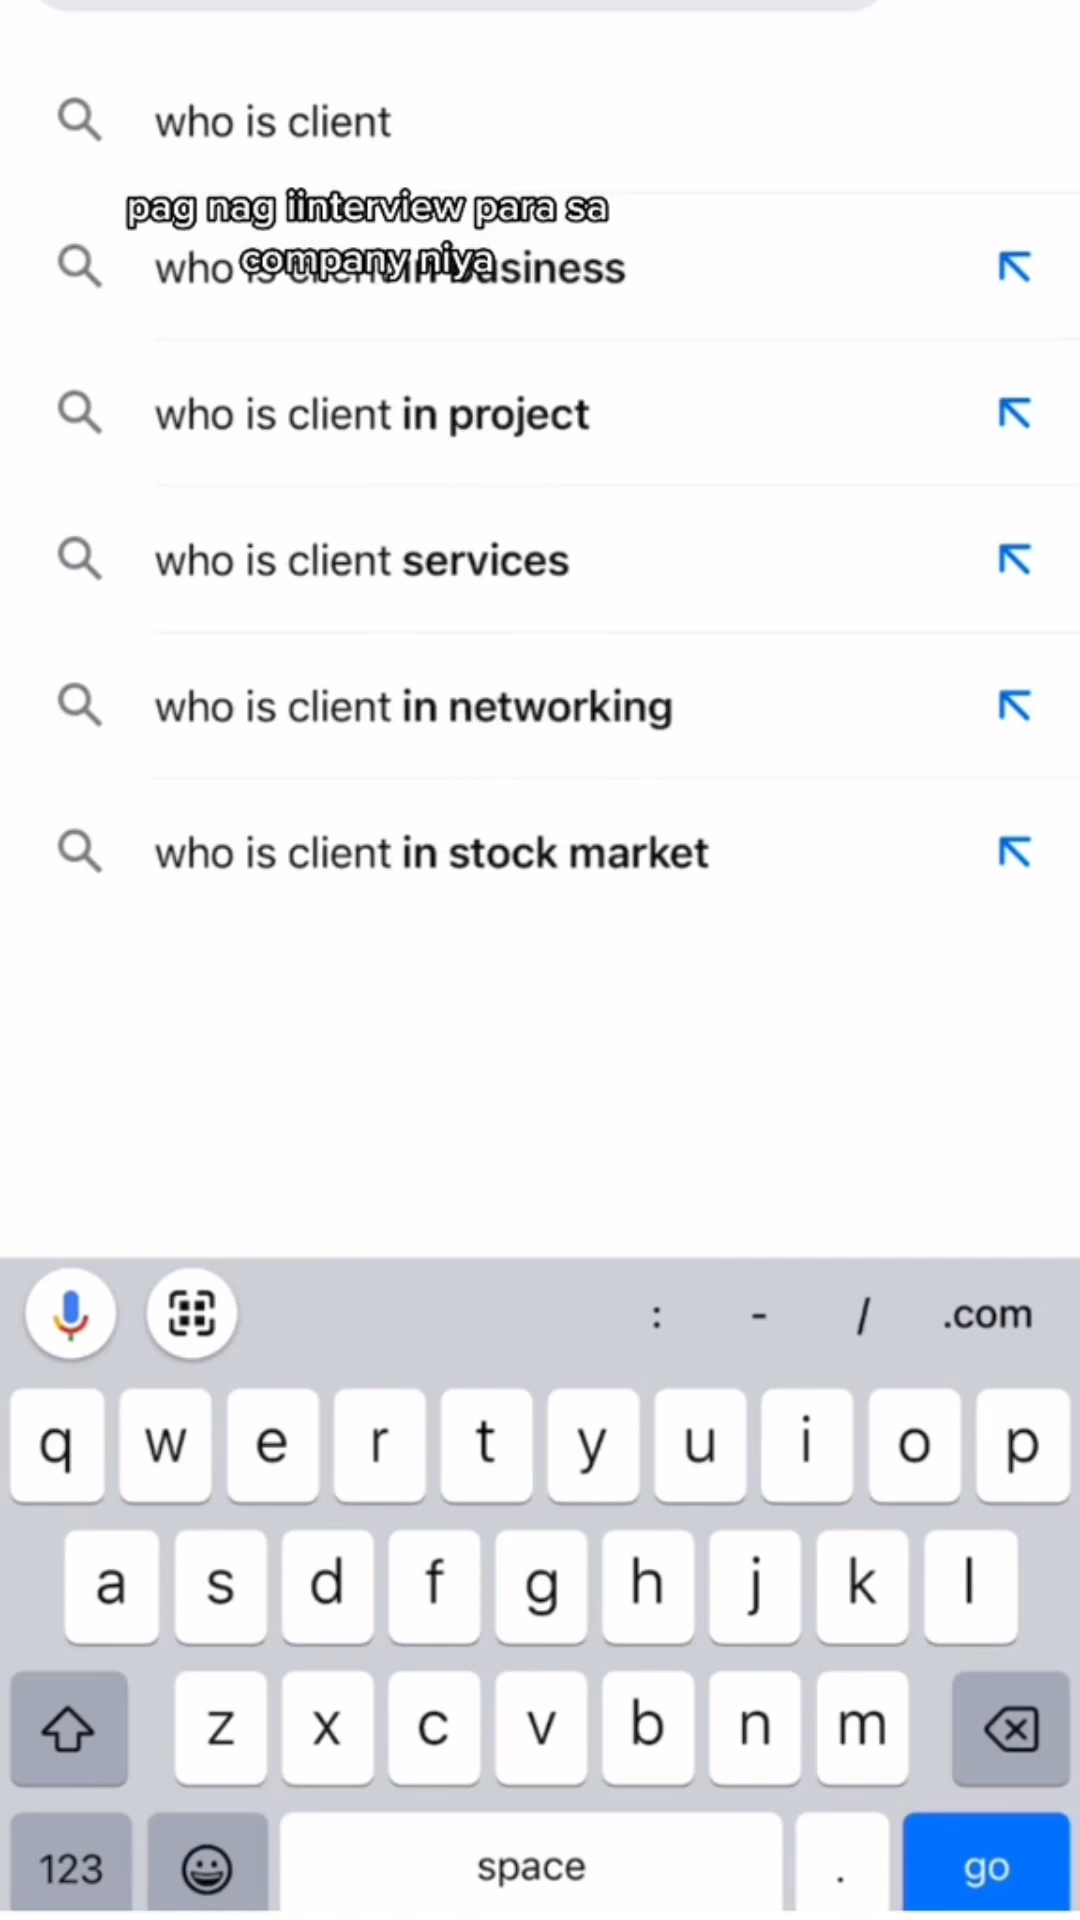 who is client
pag nag iinterview para sa
company niya
who is client in business
who is client in project
who is client services
who is client in networking
who is client in stock market
: - / .com
q w e r t y u i o p
a s d f g h j k l
z x c v b n m
123 space . go